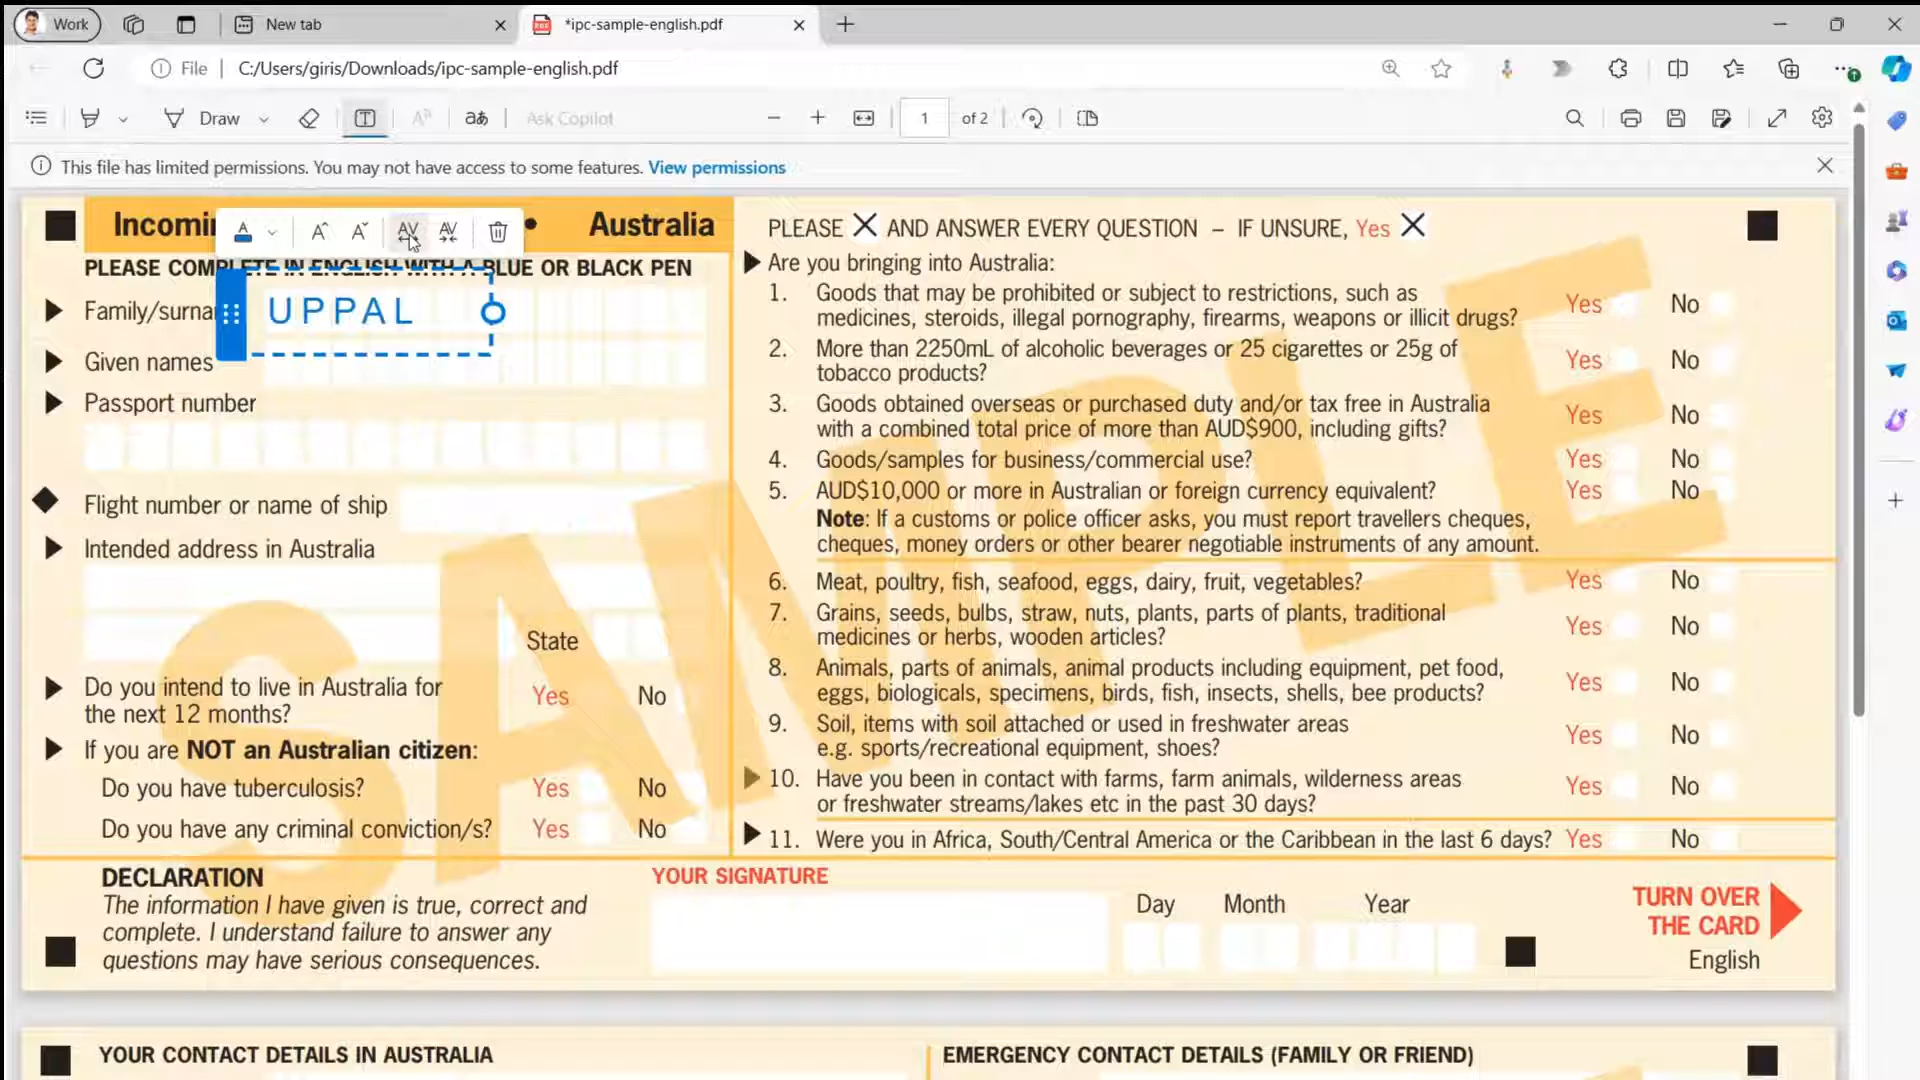 Work
New tab
*ipc-sample-english.pdf
File
C:/Users/giris/Downloads/ipc-sample-english.pdf
Draw
aあ
Ask Copilot
1 of 2
This file has limited permissions. You may not have access to some features. View permissions
Australia
PLEASE COMPLETE IN ENGLISH WITH A BLUE OR BLACK PEN
UPPAL
Given names
Passport number
Flight number or name of ship
Intended address in Australia
State
Do you intend to live in Australia for
the next 12 months?
Yes No
If you are NOT an Australian citizen:
Do you have tuberculosis? Yes No
Do you have any criminal conviction/s? Yes No
PLEASE X AND ANSWER EVERY QUESTION – IF UNSURE, Yes X
Are you bringing into Australia:
1. Goods that may be prohibited or subject to restrictions, such as
medicines, steroids, illegal pornography, firearms, weapons or illicit drugs? Yes No
2. More than 2250mL of alcoholic beverages or 25 cigarettes or 25g of
tobacco products? Yes No
3. Goods obtained overseas or purchased duty and/or tax free in Australia
with a combined total price of more than AUD$900, including gifts? Yes No
4. Goods/samples for business/commercial use? Yes No
5. AUD$10,000 or more in Australian or foreign currency equivalent? Yes No
Note: If a customs or police officer asks, you must report travellers cheques,
cheques, money orders or other bearer negotiable instruments of any amount.
6. Meat, poultry, fish, seafood, eggs, dairy, fruit, vegetables? Yes No
7. Grains, seeds, bulbs, straw, nuts, plants, parts of plants, traditional
medicines or herbs, wooden articles? Yes No
8. Animals, parts of animals, animal products including equipment, pet food,
eggs, biologicals, specimens, birds, fish, insects, shells, bee products? Yes No
9. Soil, items with soil attached or used in freshwater areas
e.g. sports/recreational equipment, shoes? Yes No
10. Have you been in contact with farms, farm animals, wilderness areas
or freshwater streams/lakes etc in the past 30 days? Yes No
11. Were you in Africa, South/Central America or the Caribbean in the last 6 days? Yes No
SAMPLE
DECLARATION
The information I have given is true, correct and
complete. I understand failure to answer any
questions may have serious consequences.
YOUR SIGNATURE
Day Month Year
TURN OVER
THE CARD
English
YOUR CONTACT DETAILS IN AUSTRALIA
EMERGENCY CONTACT DETAILS (FAMILY OR FRIEND)